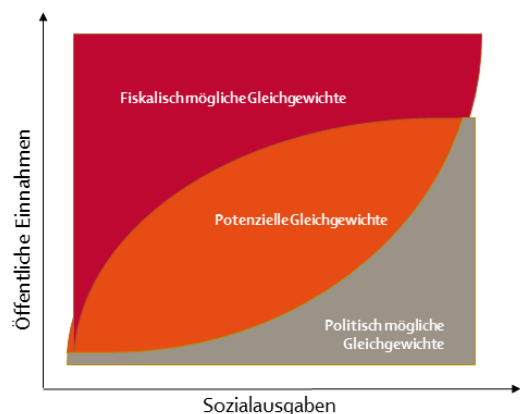 Fiskalisch mögliche Gleichgewichte
Potenzielle Gleichgewichte
Politisch mögliche
Gleichgewichte
Öffentliche Einnahmen
Sozialausgaben